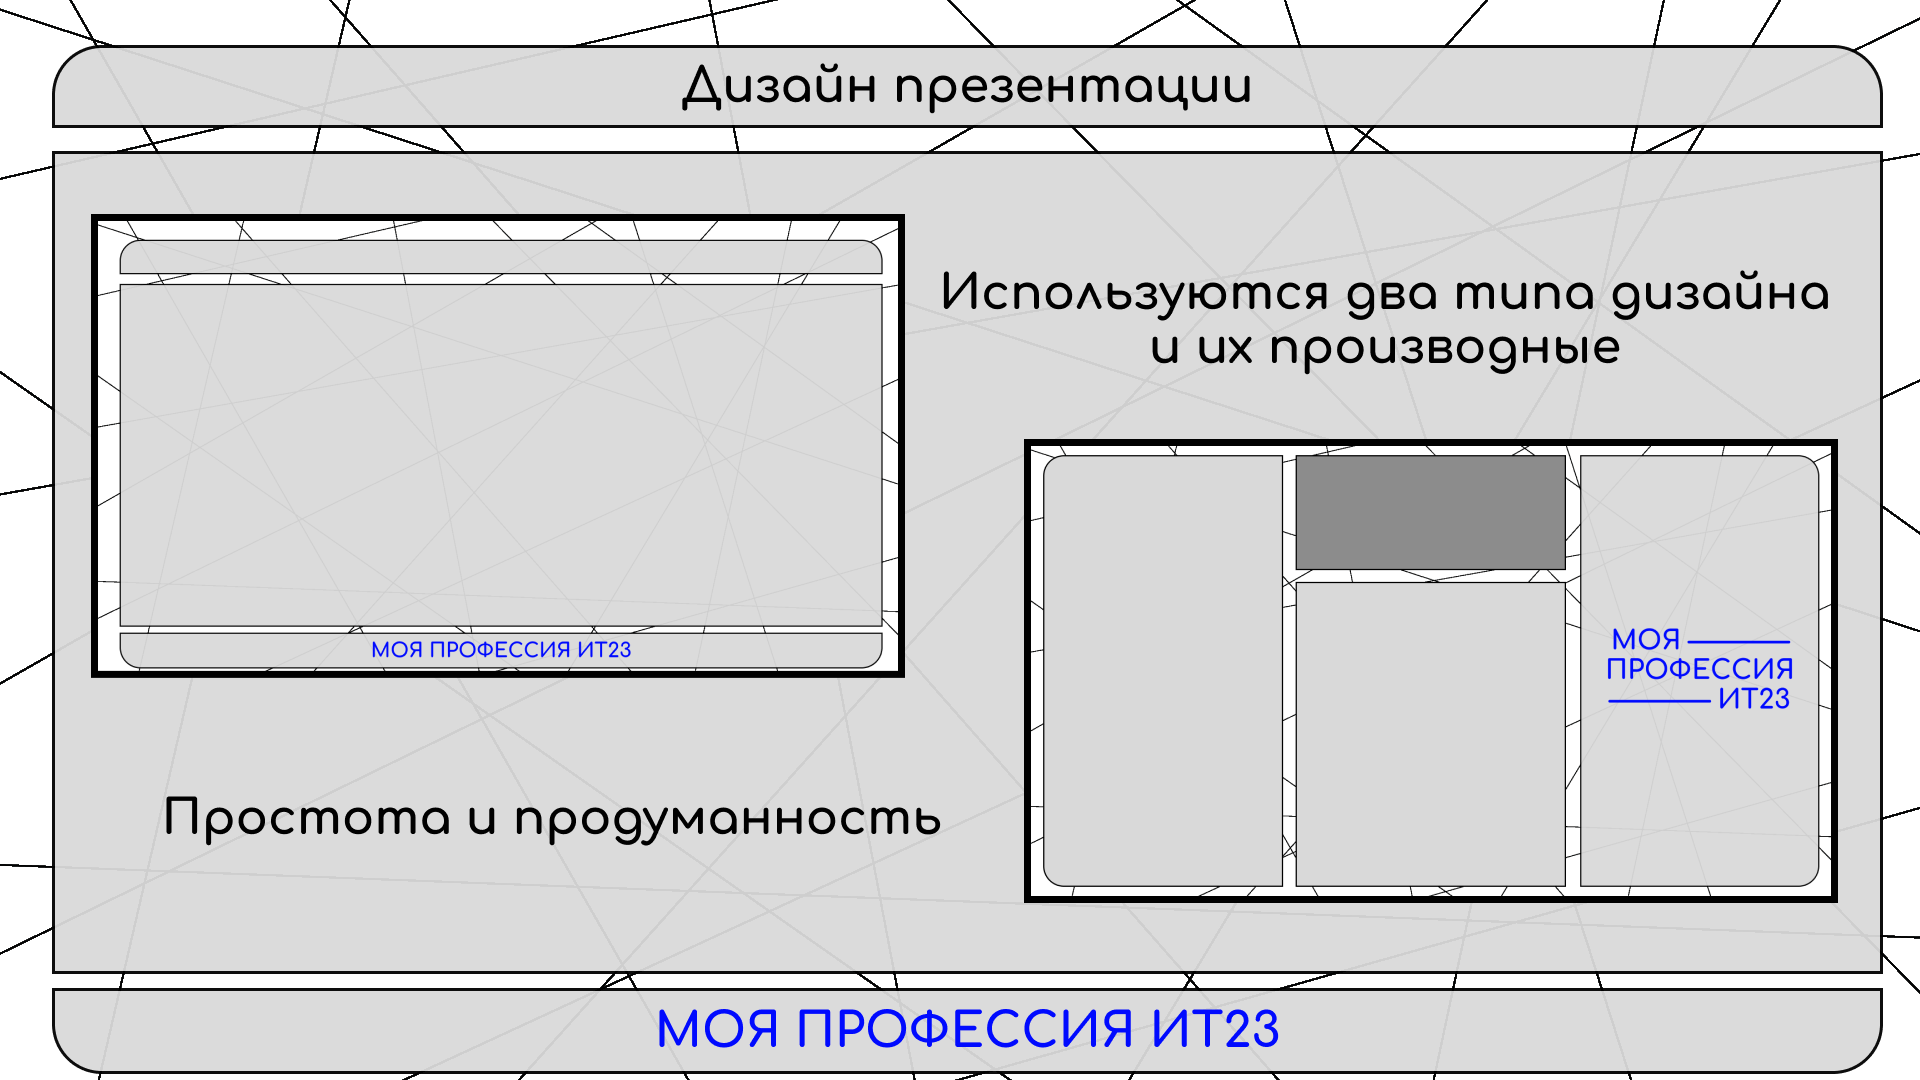 Дизайн презентации
МОЯ ПРОФЕССИЯ ИТ23
Используются два типа дизайна
и их производные
МОЯ
ПРОФЕССИЯ
ИТ23
Простота и продуманность
МОЯ ПРОФЕССИЯ ИТ23